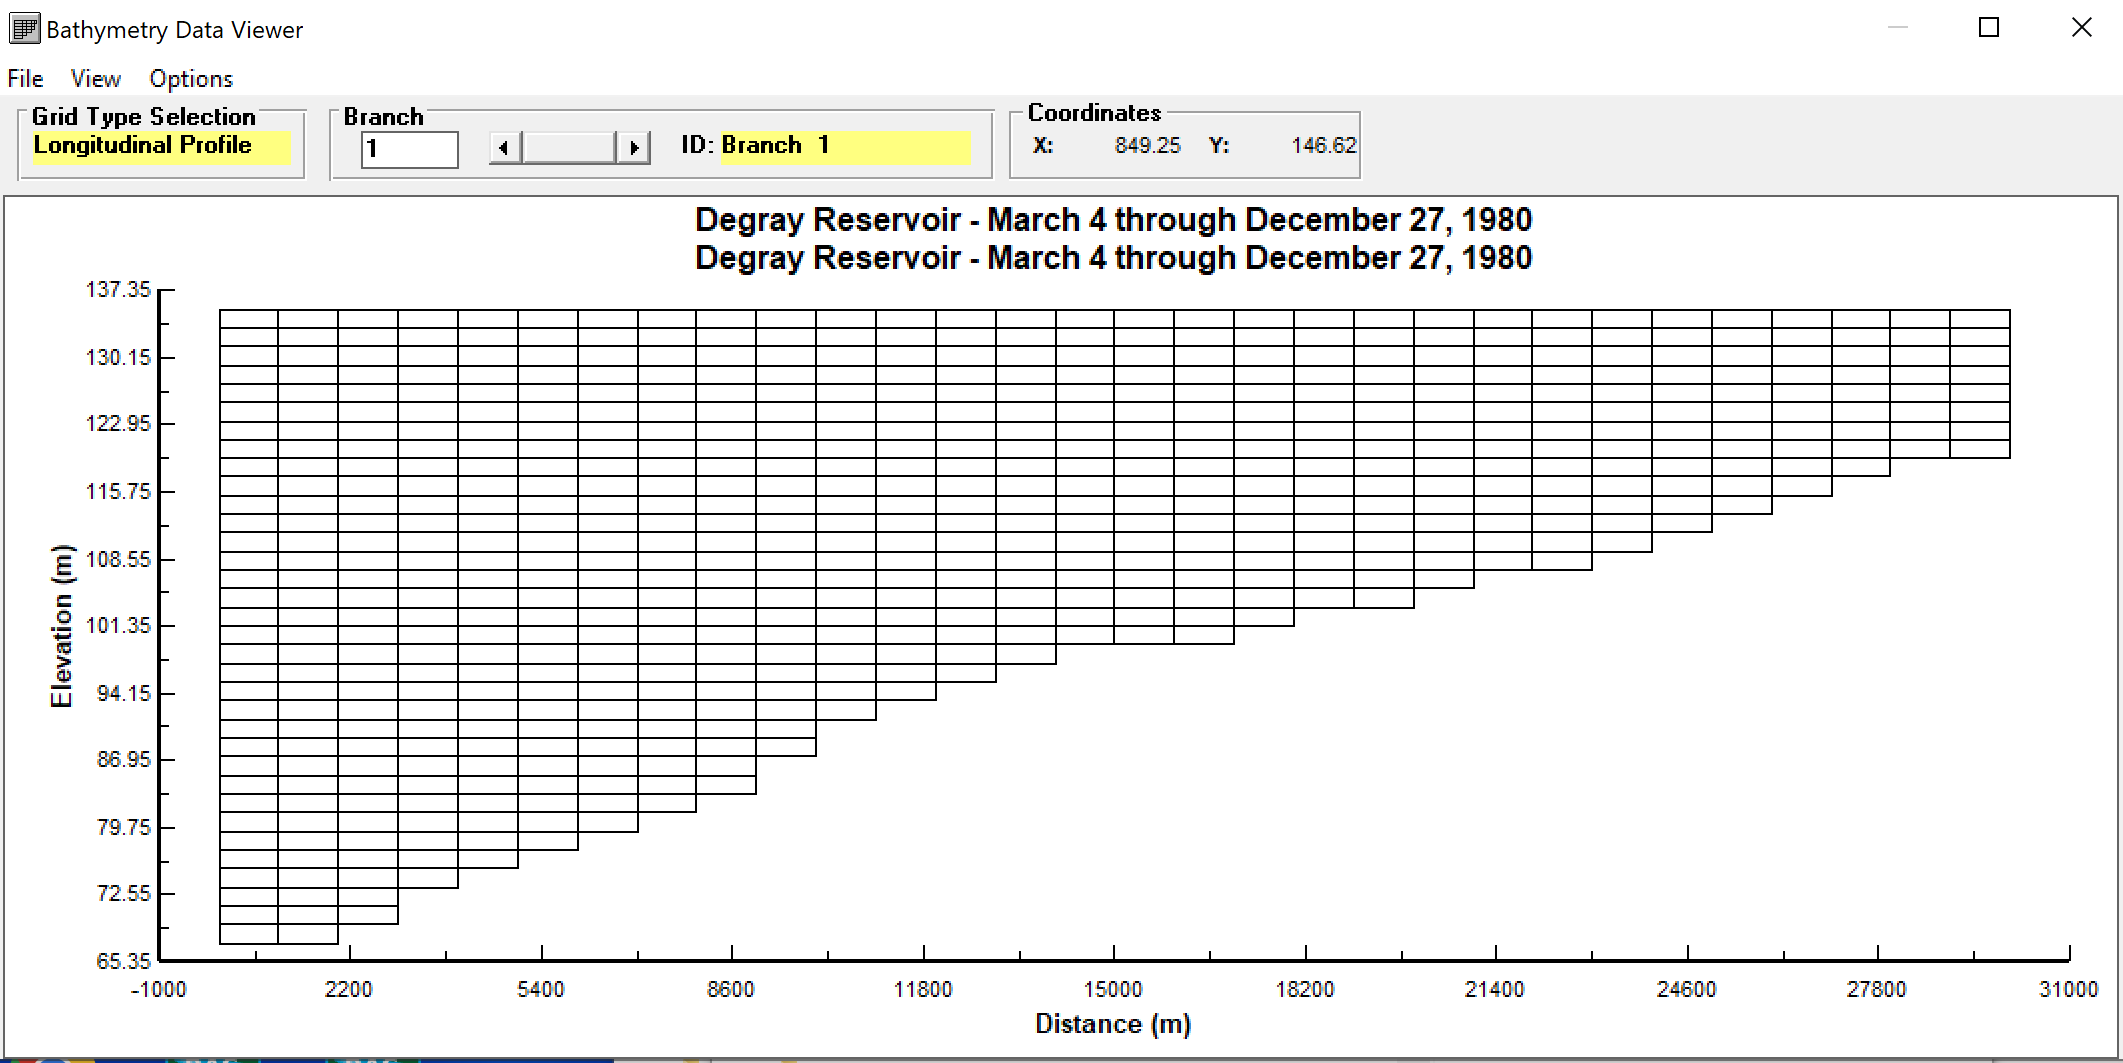 Bathymetry Data Viewer
File View Options
Grid Type Selection
Longitudinal Profile
Branch
1
ID: Branch 1
Coordinates
X: 849.25 Y: 146.62
Degray Reservoir - March 4 through December 27, 1980
Degray Reservoir - March 4 through December 27, 1980
137.35
130.15
122.95
115.75
108.55
101.35
94.15
86.95
79.75
72.55
65.35
Elevation (m)
-1000 2200 5400 8600 11800 15000 18200 21400 24600 27800 31000
Distance (m)